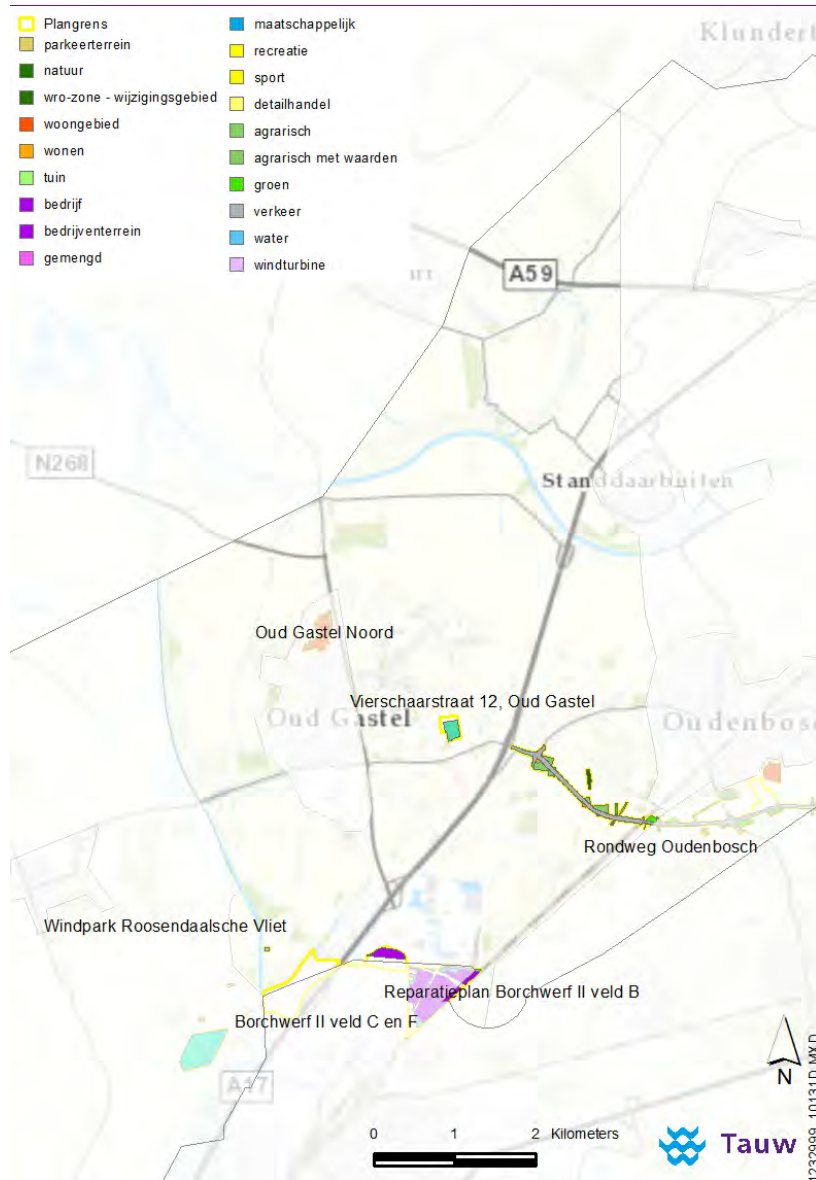 Plangrens
parkeerterrein
natuur
wro-zone - wijzigingsgebied
woongebied
wonen
tuin
bedrijf
bedrijventerrein
gemengd
maatschappelijk
recreatie
sport
detailhandel
agrarisch
agrarisch met waarden
groen
verkeer
water
windturbine
Klundert
A59
N268
Standdaarbuiten
Oud Gastel Noord
Vierschaarstraat 12, Oud Gastel
Oud Gastel
Oudenbosc
Rondweg Oudenbosch
Windpark Roosendaalsche Vliet
Reparatieplan Borchwerf II veld B
Borchwerf II veld C en F
A17
N
0 1 2 Kilometers
Tauw